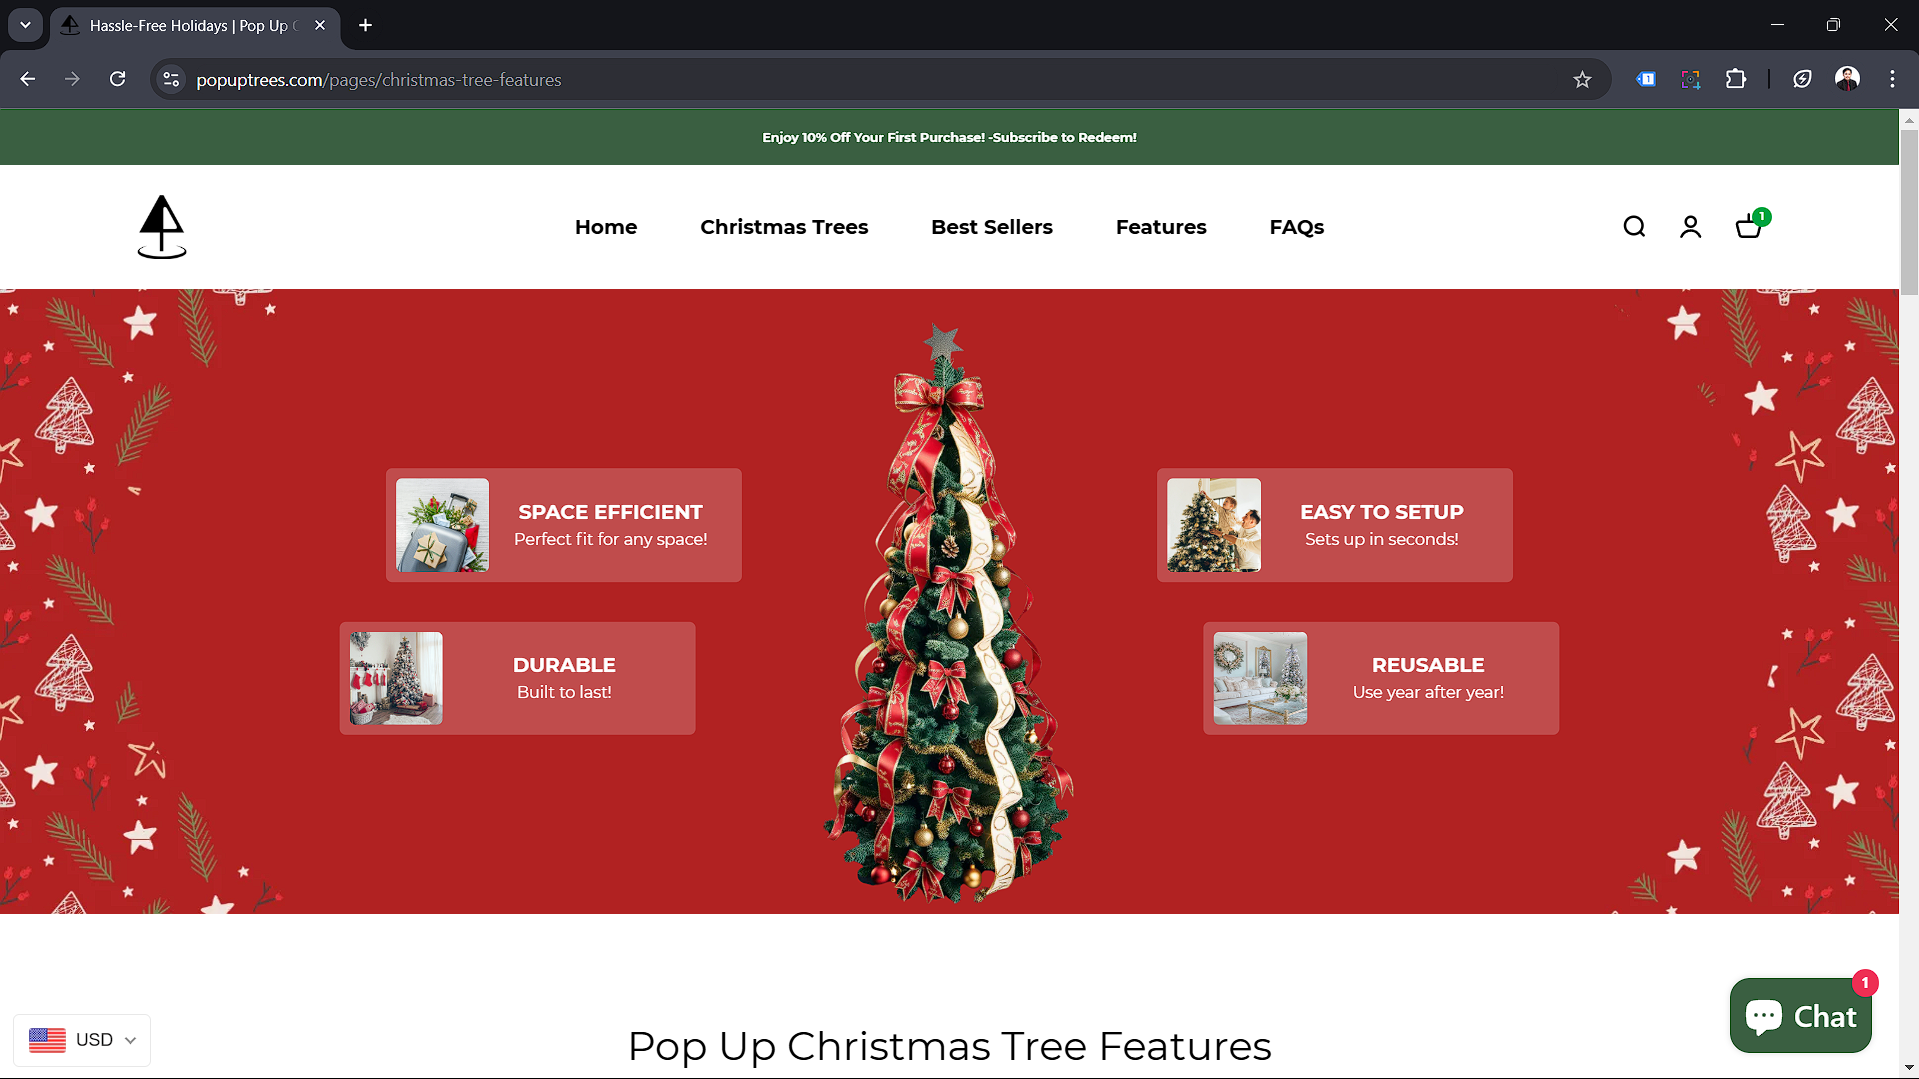 Hassle-Free Holidays | Pop Up
popuptrees.com/pages/christmas-tree-features
1
Enjoy 10% Off Your First Purchase! -Subscribe to Redeem!
Home
Christmas Trees
Best Sellers
Features
FAQs
1
SPACE EFFICIENT
Perfect fit for any space!
EASY TO SETUP
Sets up in seconds!
DURABLE
Built to last!
REUSABLE
Use year after year!
Pop Up Christmas Tree Features
USD
Chat
1